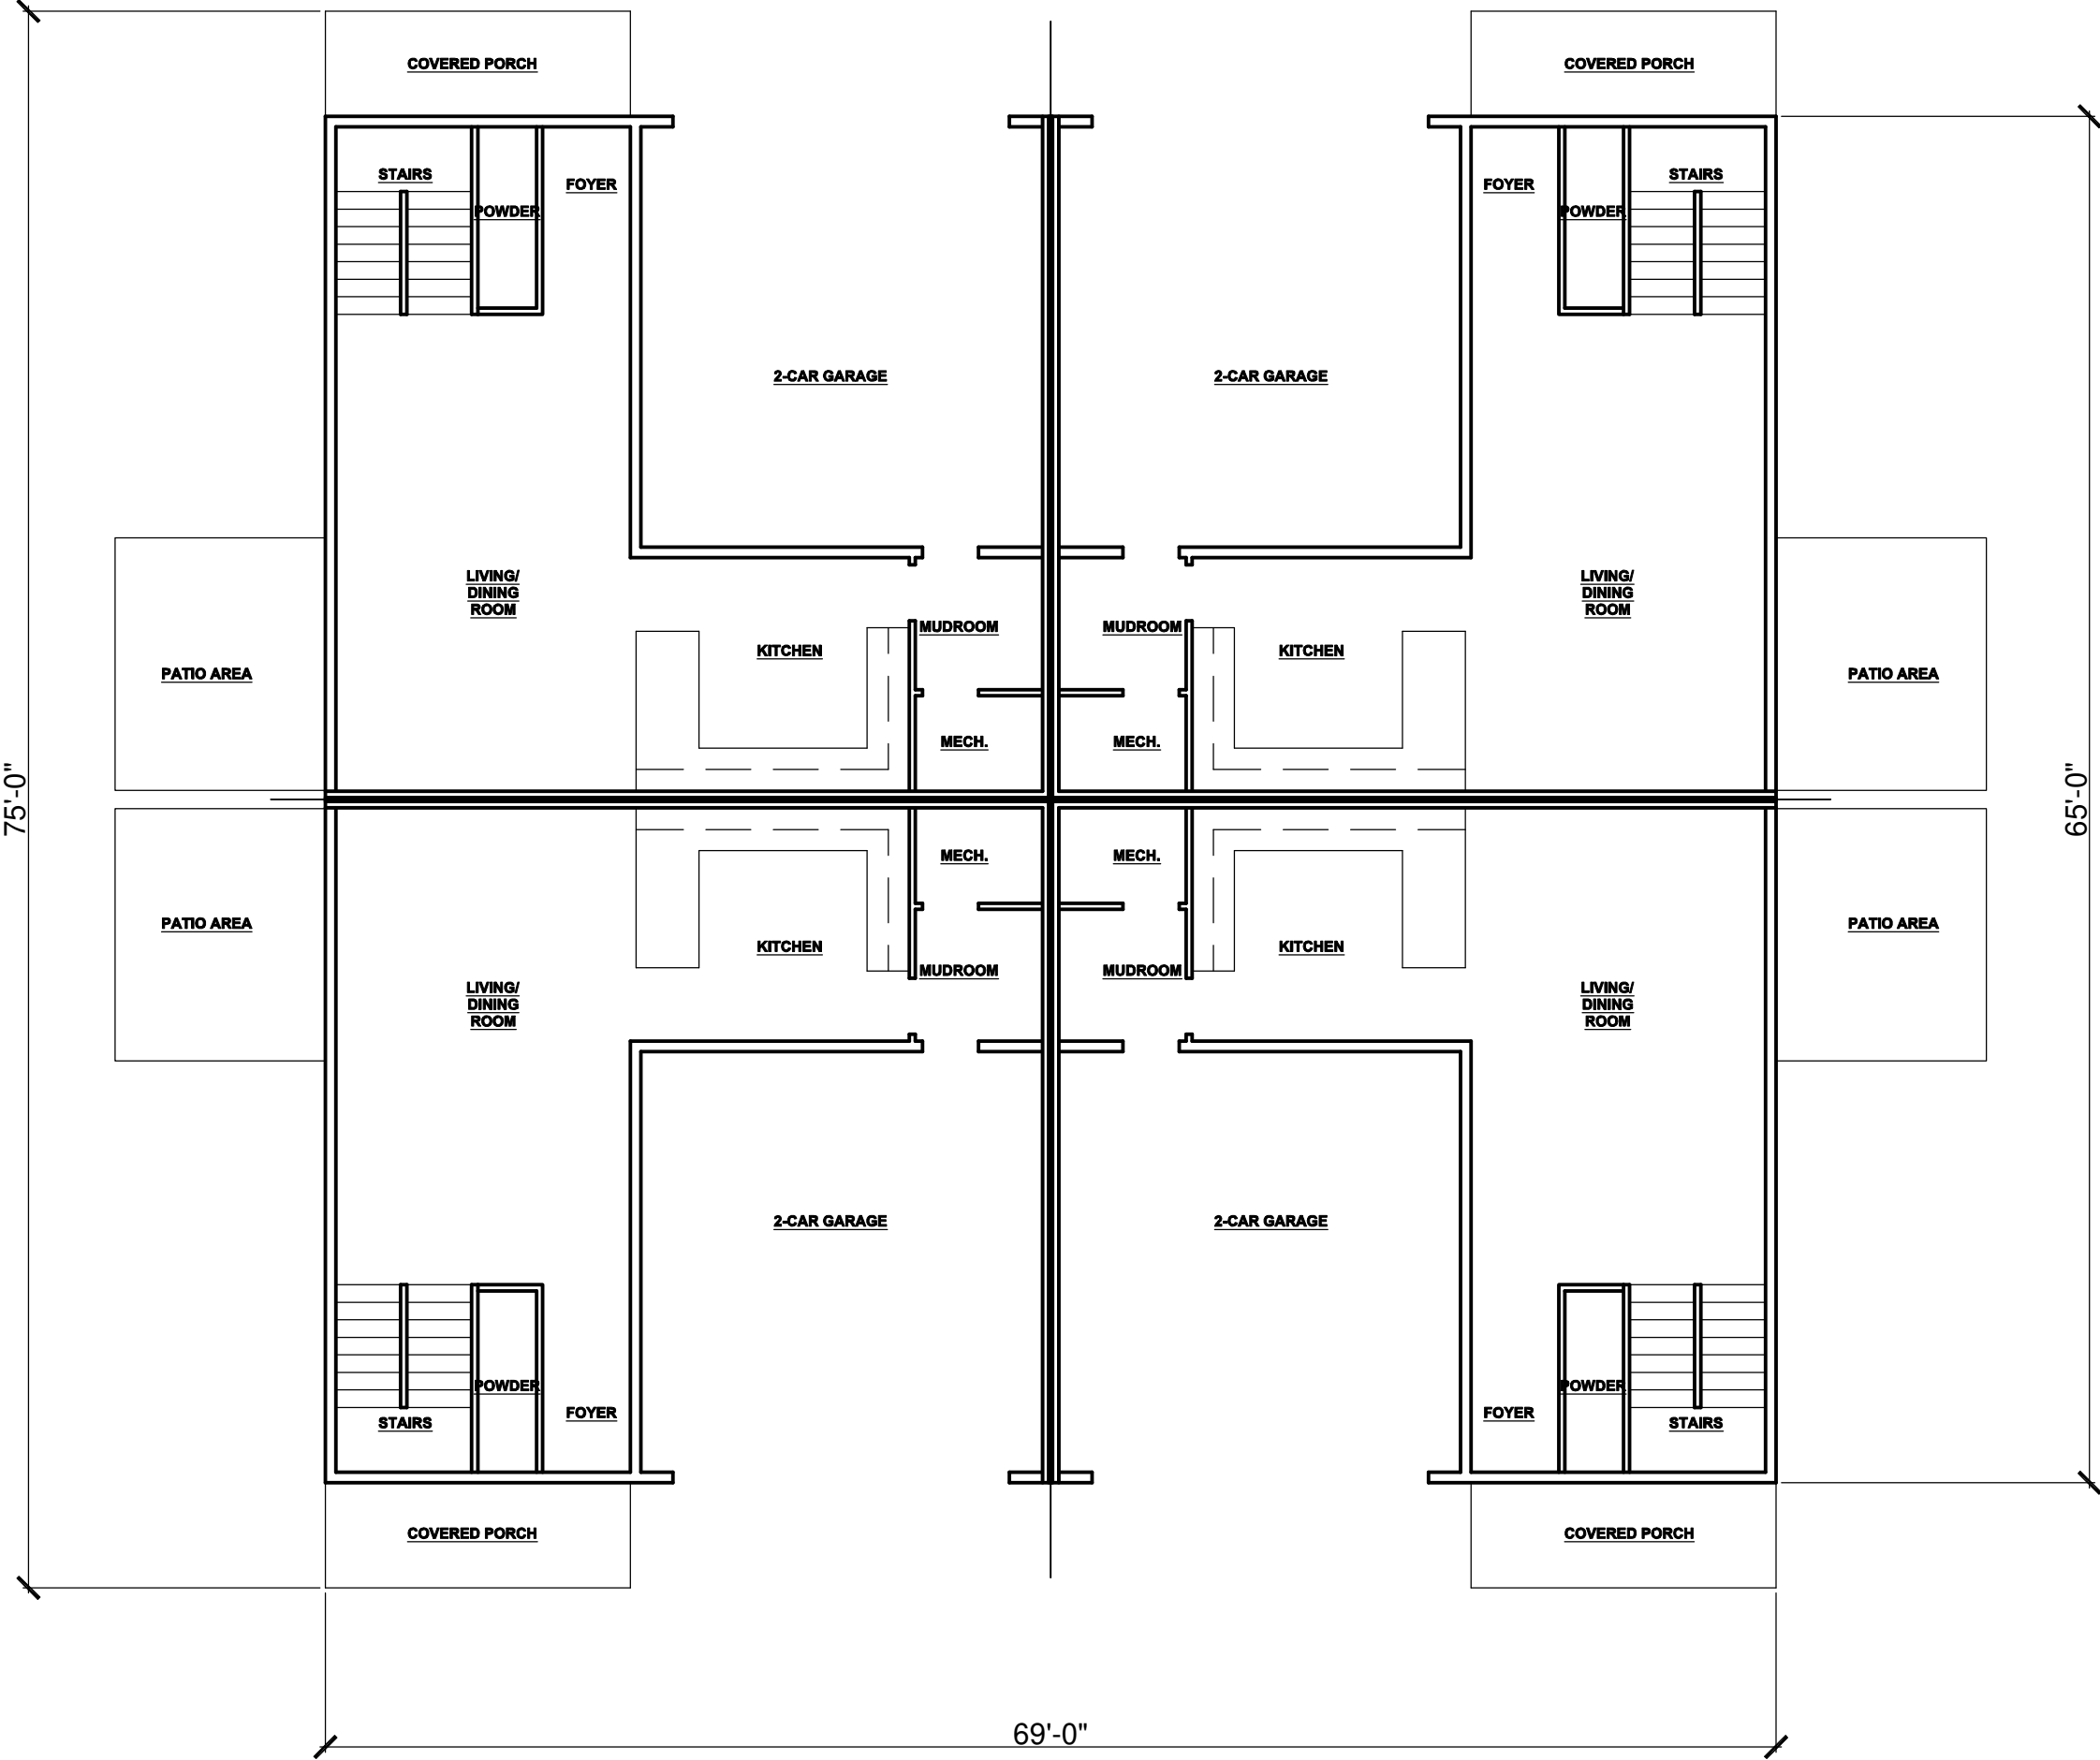 COVERED PORCH
COVERED PORCH
STAIRS
FOYER
FOYER
STAIRS
POWDER
POWDER
2-CAR GARAGE
2-CAR GARAGE
LIVING/
DINING
ROOM
LIVING/
DINING
ROOM
MUDROOM
MUDROOM
KITCHEN
KITCHEN
PATIO AREA
PATIO AREA
MECH.
MECH.
75'-0"
65'-0"
MECH.
MECH.
PATIO AREA
PATIO AREA
KITCHEN
KITCHEN
MUDROOM
MUDROOM
LIVING/
DINING
ROOM
LIVING/
DINING
ROOM
2-CAR GARAGE
2-CAR GARAGE
POWDER
POWDER
FOYER
FOYER
STAIRS
STAIRS
COVERED PORCH
COVERED PORCH
69'-0"